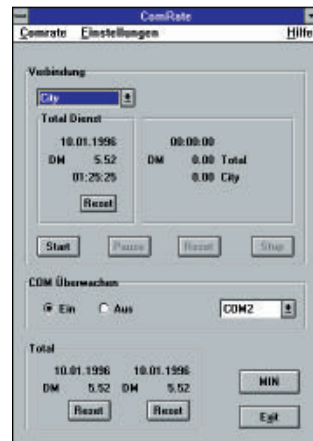 ComRate
Comrate Einstellungen Hilfe
Verbindung
City
Total Dienst
10.01.1996
DM 5.52
01:25:25
Reset
00:00:00
DM 0.00 Total
0.00 City
Start Pause Reset Stop
COM Überwachen
Ein Aus COM2
Total
10.01.1996 10.01.1996
DM 5.52 DM 5.52
Reset Reset
MIN
Exit